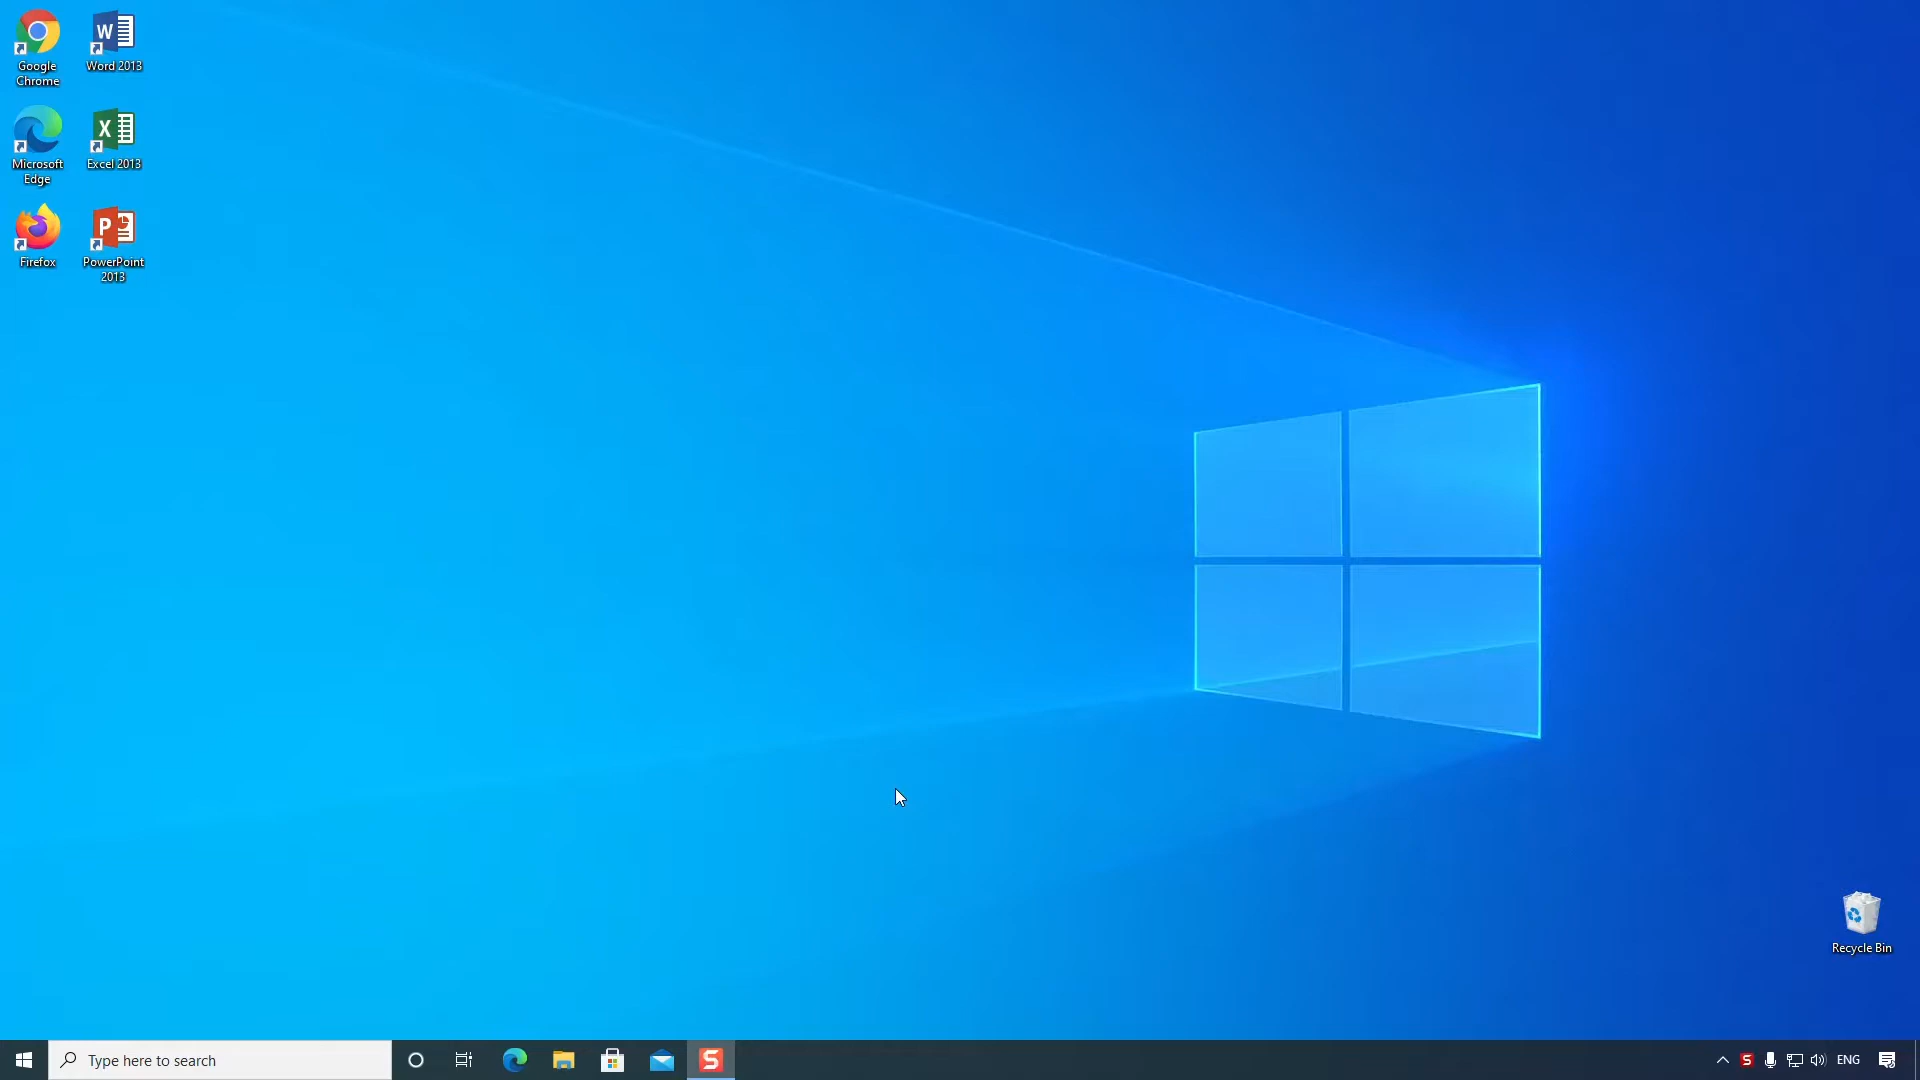 Google
Chrome
Word 2013
Microsoft
Edge
Excel 2013
Firefox
PowerPoint
2013
Recycle Bin
Type here to search
ENG